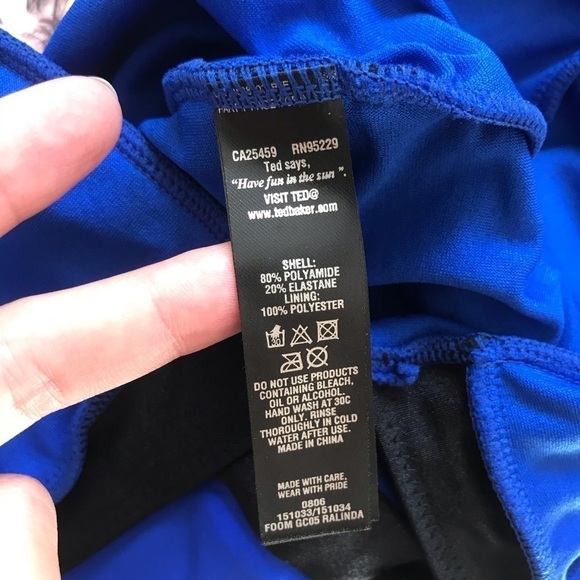 CA25459 RN95229
Ted says,
"Have fun in the sun".
VISIT TED@
www.tedbaker.com
SHELL:
80% POLYAMIDE
20% ELASTANE
LINING:
100% POLYESTER
DO NOT USE PRODUCTS
CONTAINING BLEACH,
OIL OR ALCOHOL.
HAND WASH AT 30C
ONLY. RINSE
THOROUGHLY IN COLD
WATER AFTER USE.
MADE IN CHINA
MADE WITH CARE,
WEAR WITH PRIDE
0806
151033/151034
FOOM GC05 RALINDA